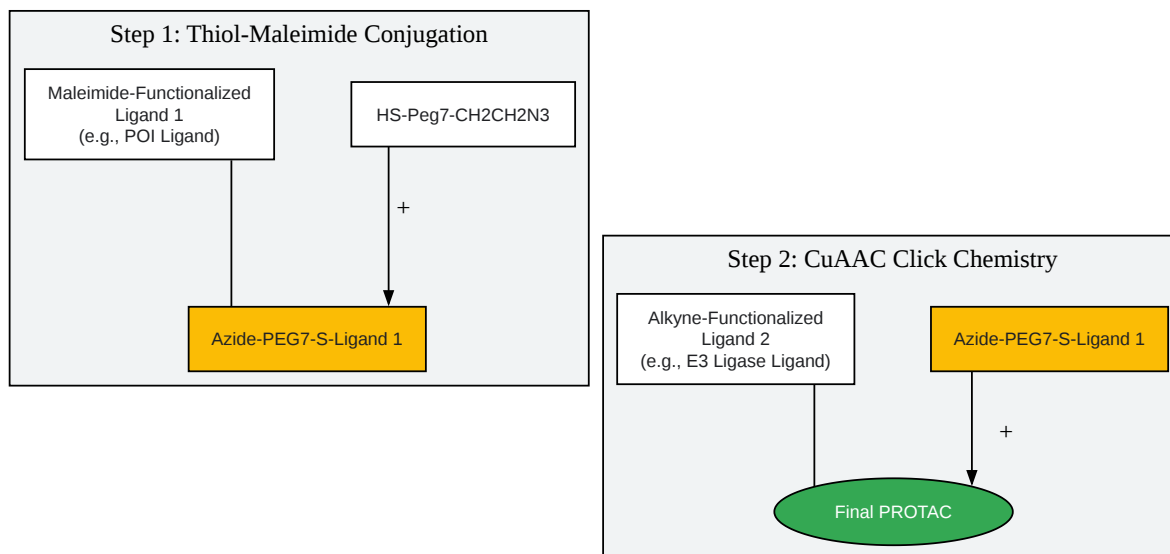 Step 1: Thiol-Maleimide Conjugation
Maleimide-Functionalized
Ligand 1
(e.g., POI Ligand)
HS-Peg7-CH2CH2N3
+
Azide-PEG7-S-Ligand 1
Step 2: CuAAC Click Chemistry
Alkyne-Functionalized
Ligand 2
(e.g., E3 Ligase Ligand)
Azide-PEG7-S-Ligand 1
+
Final PROTAC